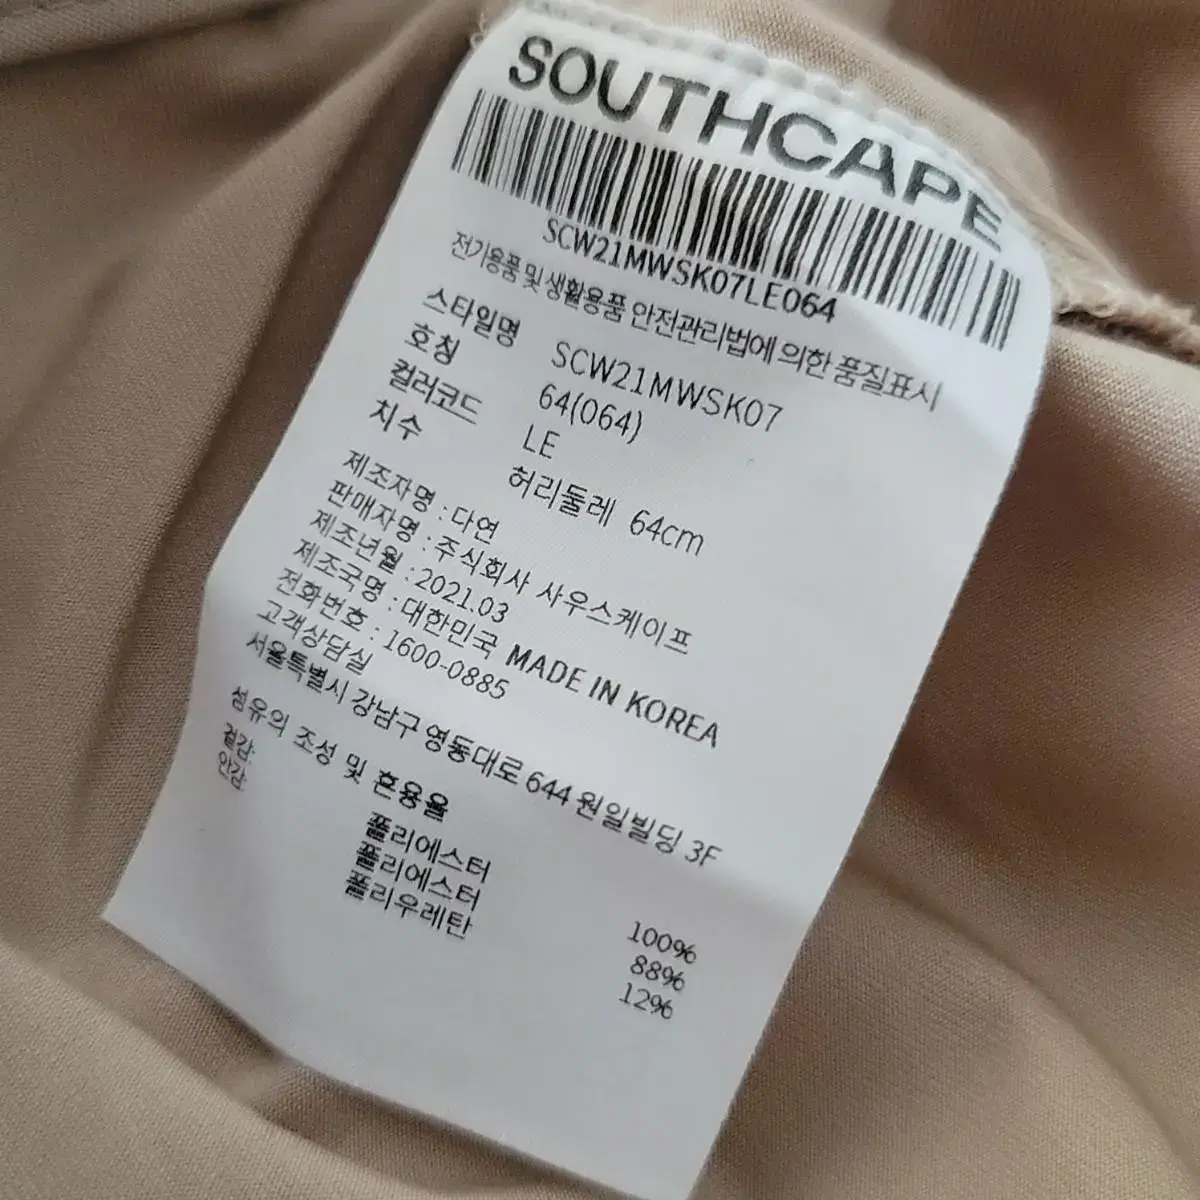 SOUTHCAPE
SCW21MWSK07LE064
전기용품 및 생활용품 안전관리법에 의한 품질표시
스타일명 SCW21MWSK07
호칭 64(064)
컬러코드 LE
치수 허리둘레 64cm
제조자명 : 다연
판매자명 : 주식회사 사우스케이프
제조년월 : 2021.03
제조국명 : 대한민국 MADE IN KOREA
전화번호 : 1600-0885
고객상담실
서울특별시 강남구 영동대로 644 원일빌딩 3F
섬유의 조성 및 혼용율
겉감: 폴리에스터 100%
안감: 폴리에스터 88%
폴리우레탄 12%